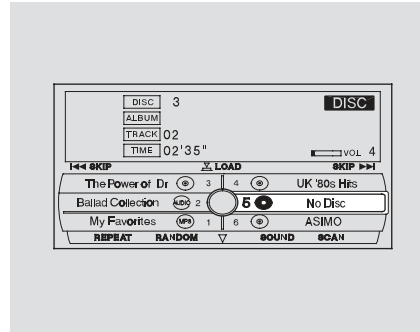 DISC 3 DISC
ALBUM
TRACK 02
TIME 02'35" VOL 4
SKIP LOAD SKIP
The Power of Dr 3 4 UK '80s Hits
Ballad Collection AUDIO 2 5 No Disc
My Favorites MP3 1 6 ASIMO
REPEAT RANDOM SOUND SCAN